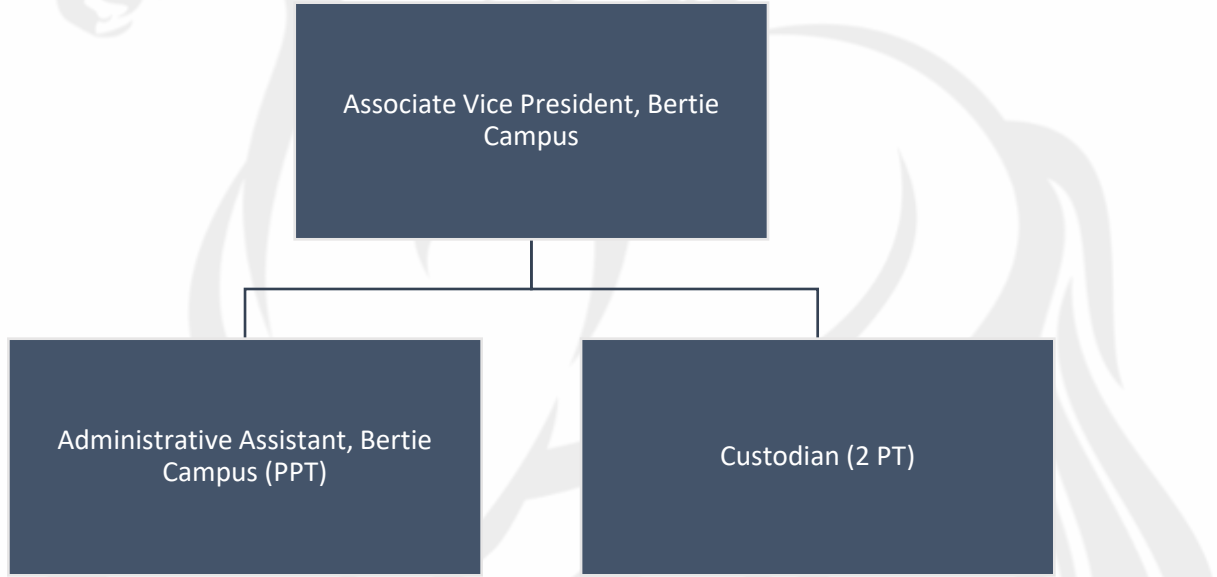 Associate Vice President, Bertie
Campus
Administrative Assistant, Bertie
Campus (PPT)
Custodian (2 PT)